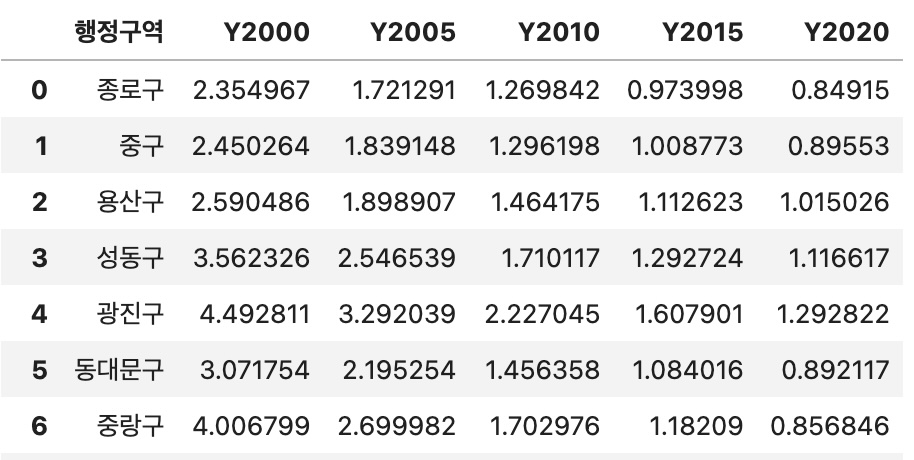 행정구역 Y2000 Y2005 Y2010 Y2015 Y2020
0 종로구 2.354967 1.721291 1.269842 0.973998 0.84915
1 중구 2.450264 1.839148 1.296198 1.008773 0.89553
2 용산구 2.590486 1.898907 1.464175 1.112623 1.015026
3 성동구 3.562326 2.546539 1.710117 1.292724 1.116617
4 광진구 4.492811 3.292039 2.227045 1.607901 1.292822
5 동대문구 3.071754 2.195254 1.456358 1.084016 0.892117
6 중랑구 4.006799 2.699982 1.702976 1.18209 0.856846